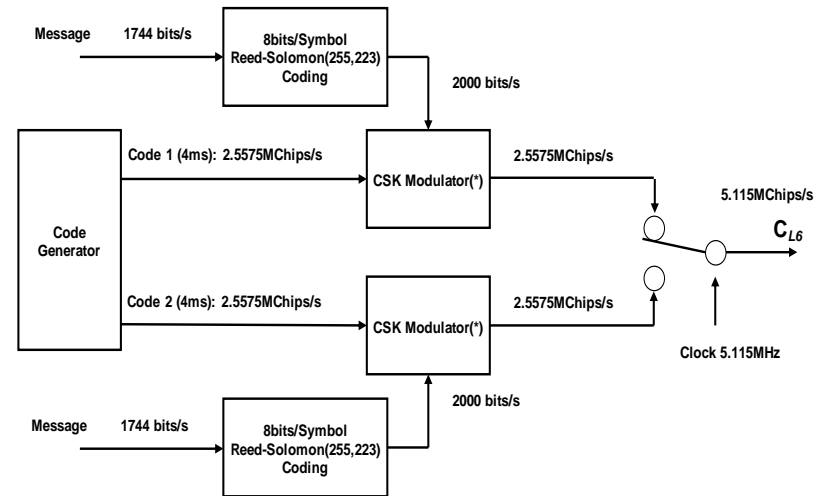 Message
1744 bits/s
8bits/Symbol
Reed-Solomon(255,223)
Coding
2000 bits/s
Code
Generator
Code 1 (4ms): 2.5575MChips/s
CSK Modulator(*)
2.5575MChips/s
5.115MChips/s
CL6
Code 2 (4ms): 2.5575MChips/s
CSK Modulator(*)
2.5575MChips/s
Clock 5.115MHz
2000 bits/s
Message
1744 bits/s
8bits/Symbol
Reed-Solomon(255,223)
Coding